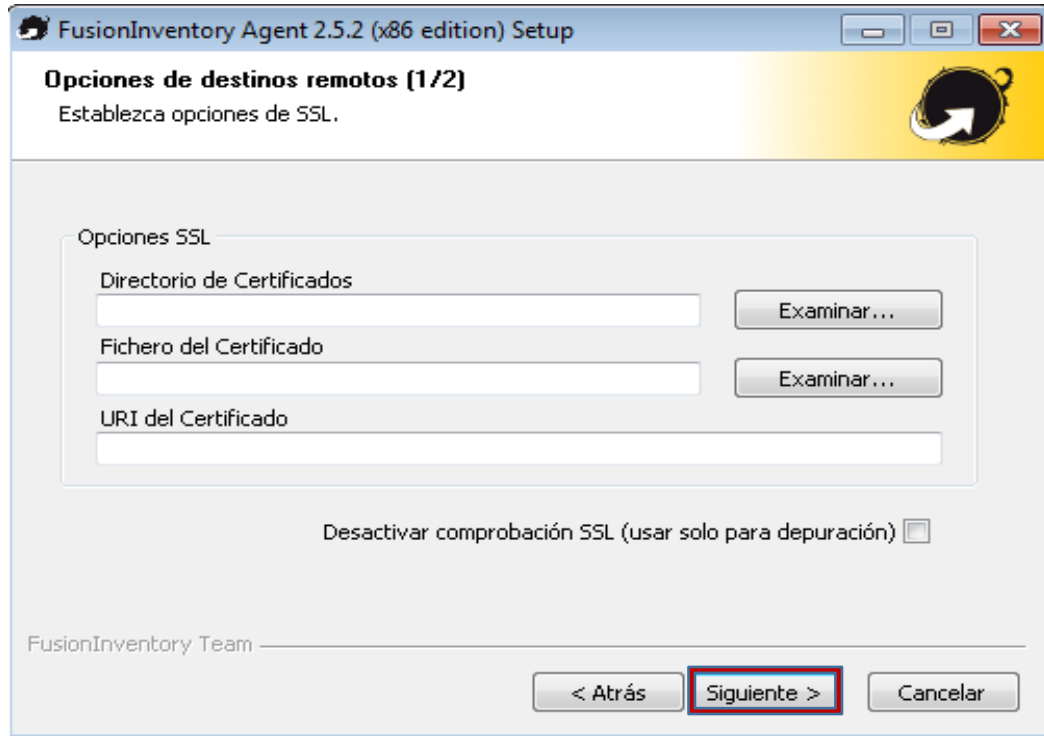 FusionInventory Agent 2.5.2 (x86 edition) Setup
Opciones de destinos remotos (1/2)
Establezca opciones de SSL.
Opciones SSL
Directorio de Certificados
Examinar...
Fichero del Certificado
Examinar...
URI del Certificado
Desactivar comprobación SSL (usar solo para depuración)
FusionInventory Team
< Atrás Siguiente > Cancelar